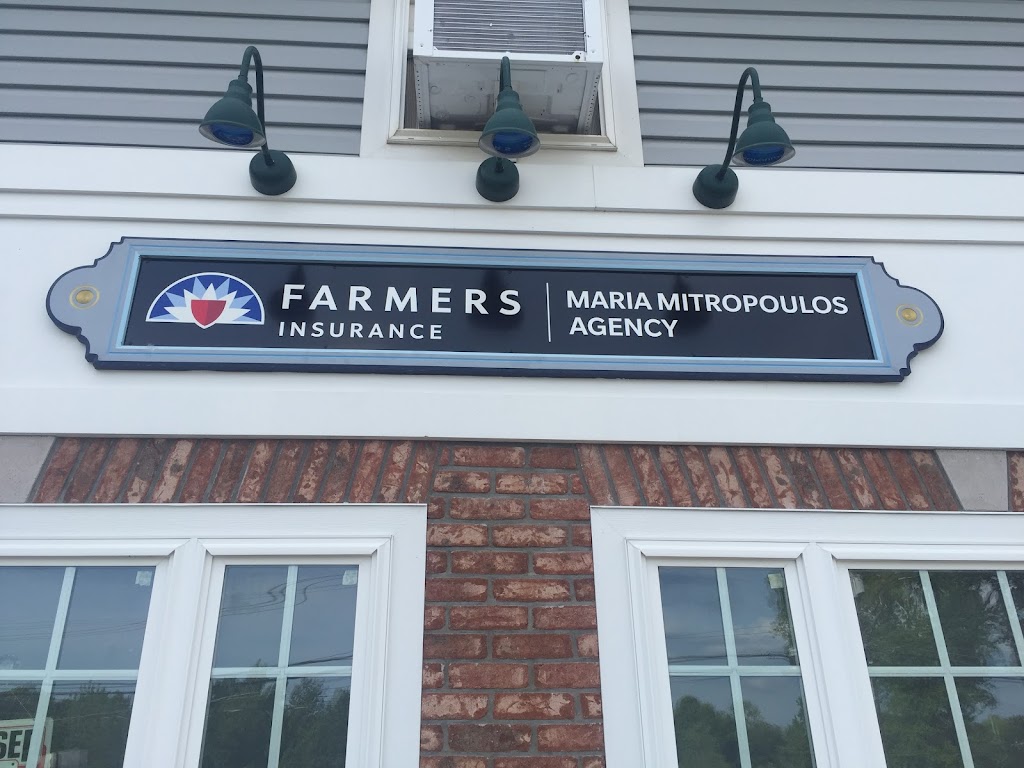 FARMERS
INSURANCE
MARIA MITROPOULOS
AGENCY